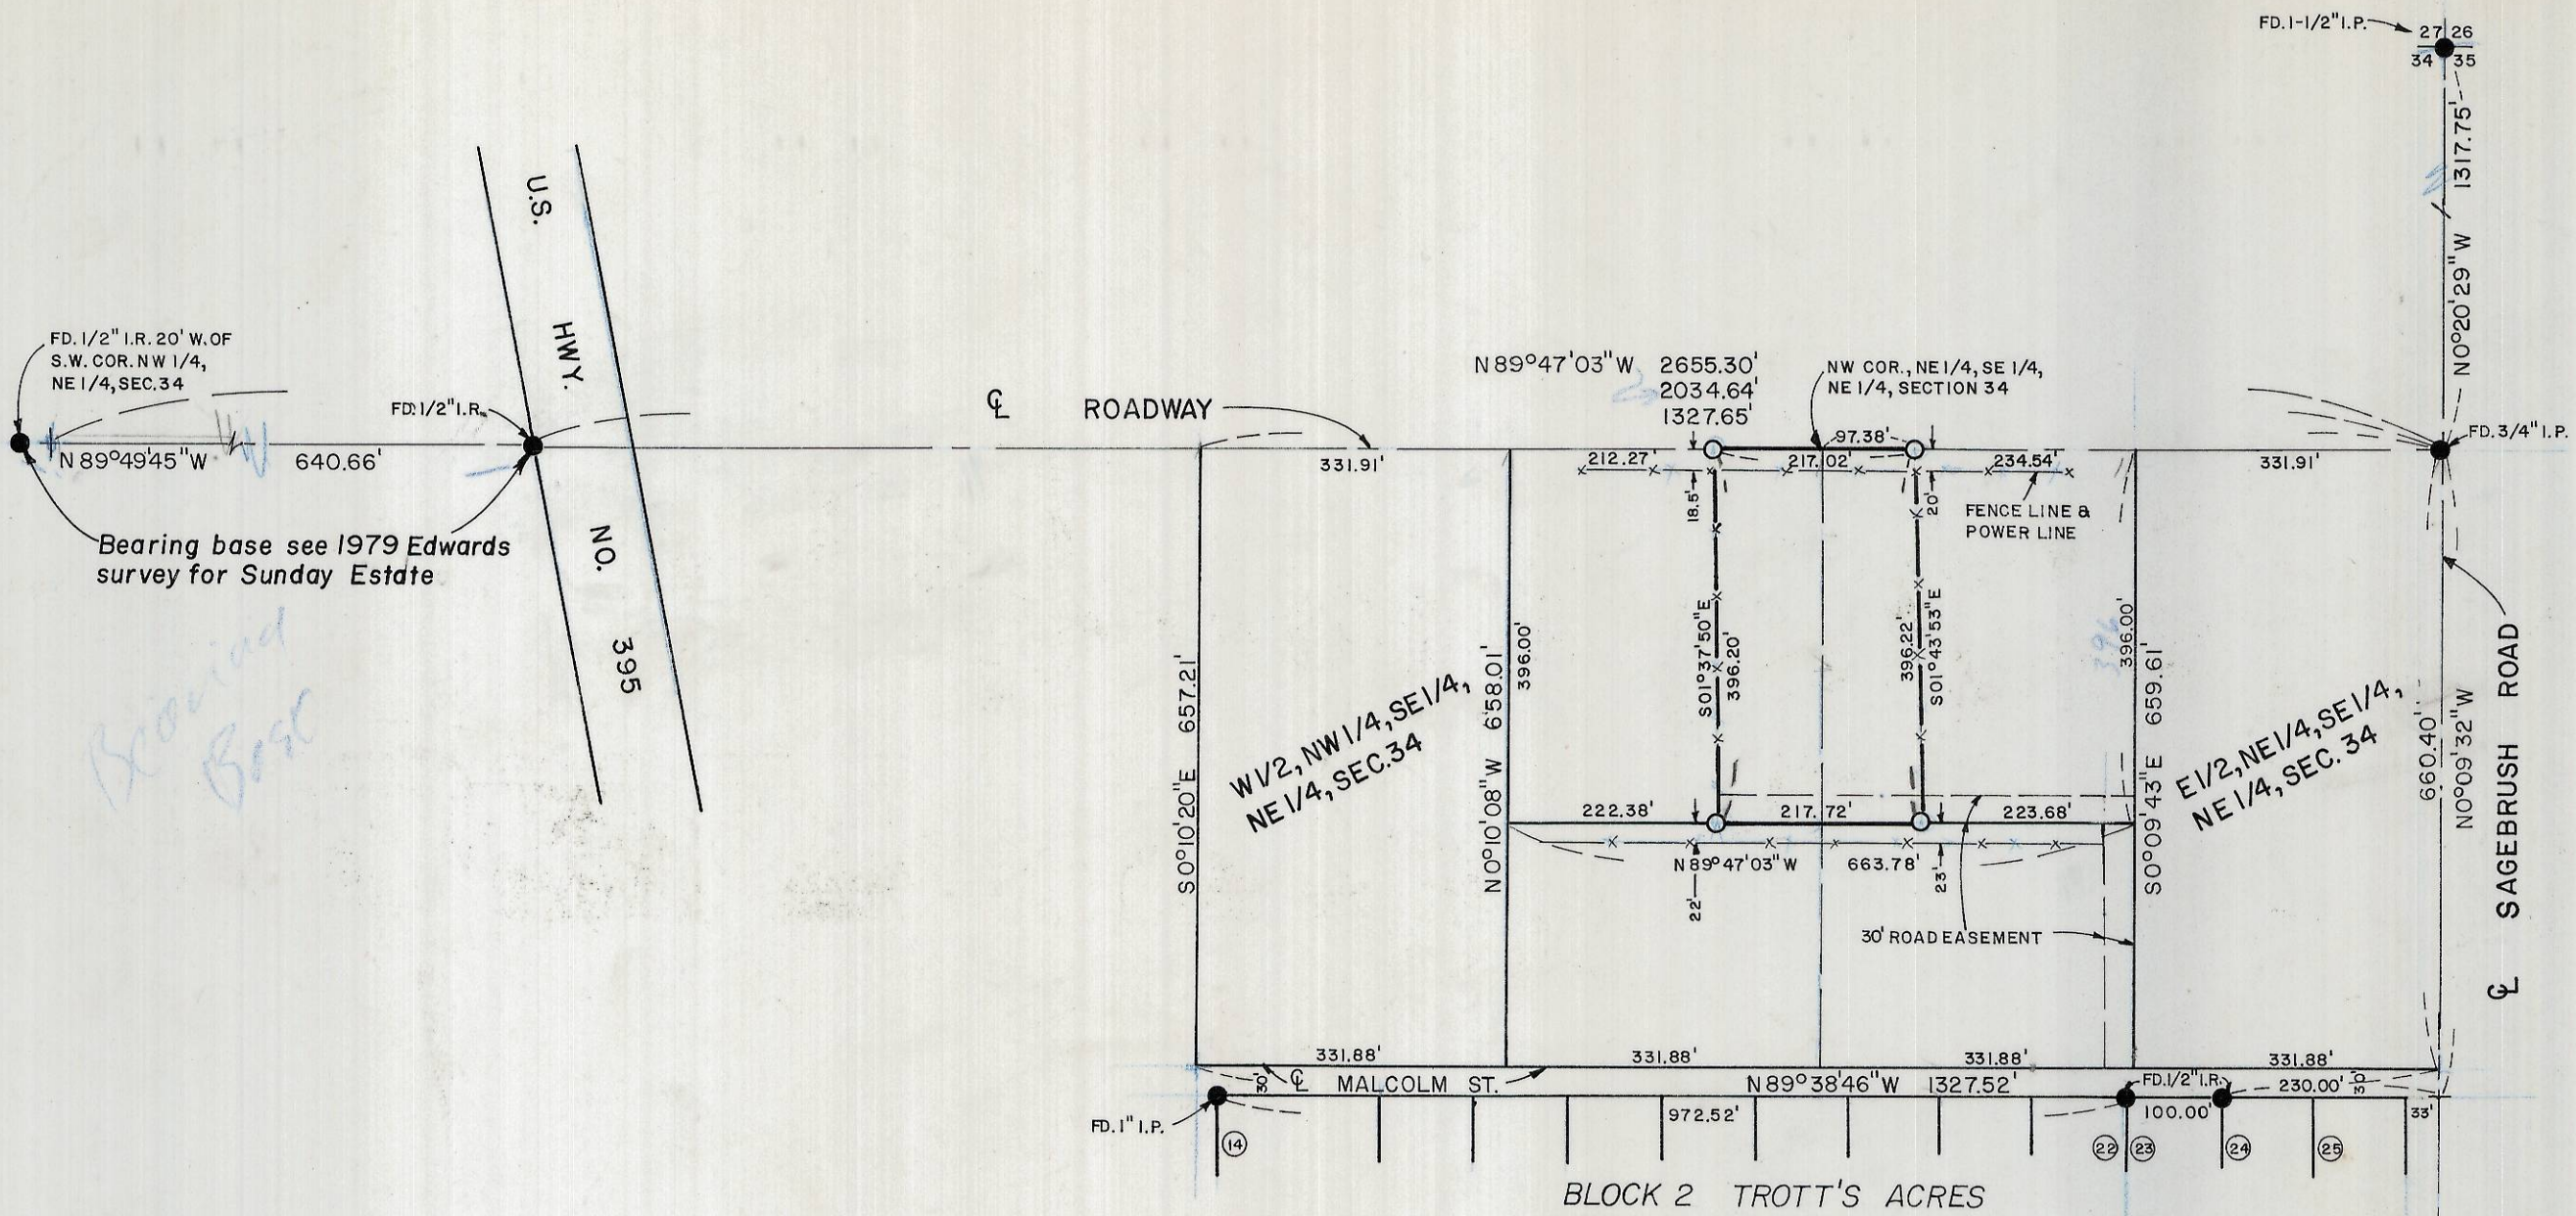 FD. 1-1/2" I.P.
27 26
34 35
1317.75'
N0°20'29"W
FD. 1/2" I.R. 20' W. OF
S.W. COR. NW 1/4,
NE 1/4, SEC. 34
FD. 1/2" I.R.
N 89°49'45"W
640.66'
U.S. HWY. NO. 395
Bearing base see 1979 Edwards
survey for Sunday Estate
℄ ROADWAY
N 89°47'03"W 2655.30'
2034.64'
1327.65'
NW COR., NE 1/4, SE 1/4,
NE 1/4, SECTION 34
FD. 3/4" I.P.
97.38'
331.91'
212.27'
217.02'
234.54'
331.91'
18.5'
20'
FENCE LINE &
POWER LINE
S01°37'50"E
396.20'
396.22'
S01°43'53"E
396.00'
396.00'
396
S0°10'20"E 657.21'
W 1/2, NW 1/4, SE 1/4,
NE 1/4, SEC. 34
N0°10'08"W 658.01'
S0°09'43"E 659.61'
E 1/2, NE 1/4, SE 1/4,
NE 1/4, SEC. 34
660.40'
N0°09'32"W
℄ SAGEBRUSH ROAD
222.38'
217.72'
223.68'
N 89°47'03"W 663.78'
22'
23'
30' ROAD EASEMENT
331.88'
331.88'
331.88'
331.88'
30'
℄ MALCOLM ST.
N 89°38'46"W 1327.52'
FD. 1/2" I.R.
230.00'
30'
FD. 1" I.P.
972.52'
100.00'
33'
14
22
23
24
25
BLOCK 2 TROTT'S ACRES